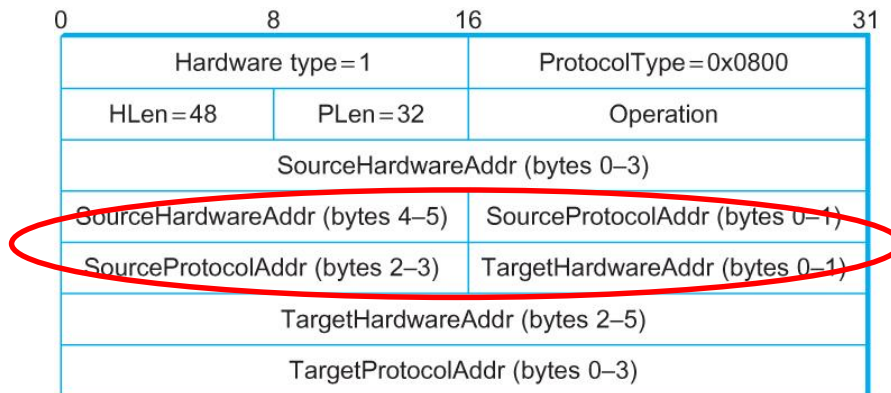 0 8 16 31
Hardware type=1 ProtocolType=0x0800
HLen=48 PLen=32 Operation
SourceHardwareAddr (bytes 0–3)
SourceHardwareAddr (bytes 4–5) SourceProtocolAddr (bytes 0–1)
SourceProtocolAddr (bytes 2–3) TargetHardwareAddr (bytes 0–1)
TargetHardwareAddr (bytes 2–5)
TargetProtocolAddr (bytes 0–3)